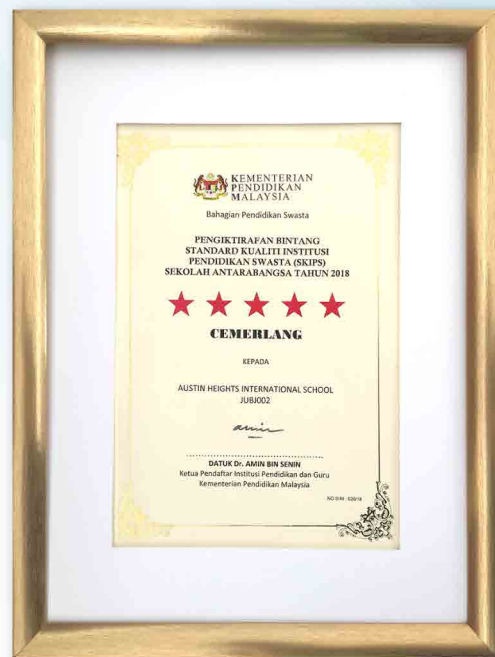 KEMENTERIAN
PENDIDIKAN
MALAYSIA
Bahagian Pendidikan Swasta
PENGIKTIRAFAN BINTANG
STANDARD KUALITI INSTITUSI
PENDIDIKAN SWASTA (SKIPS)
SEKOLAH ANTARABANGSA TAHUN 2018
CEMERLANG
KEPADA
AUSTIN HEIGHTS INTERNATIONAL SCHOOL
JUBJ002
amin
DATUK Dr. AMIN BIN SENIN
Ketua Pendaftar Institusi Pendidikan dan Guru
Kementerian Pendidikan Malaysia